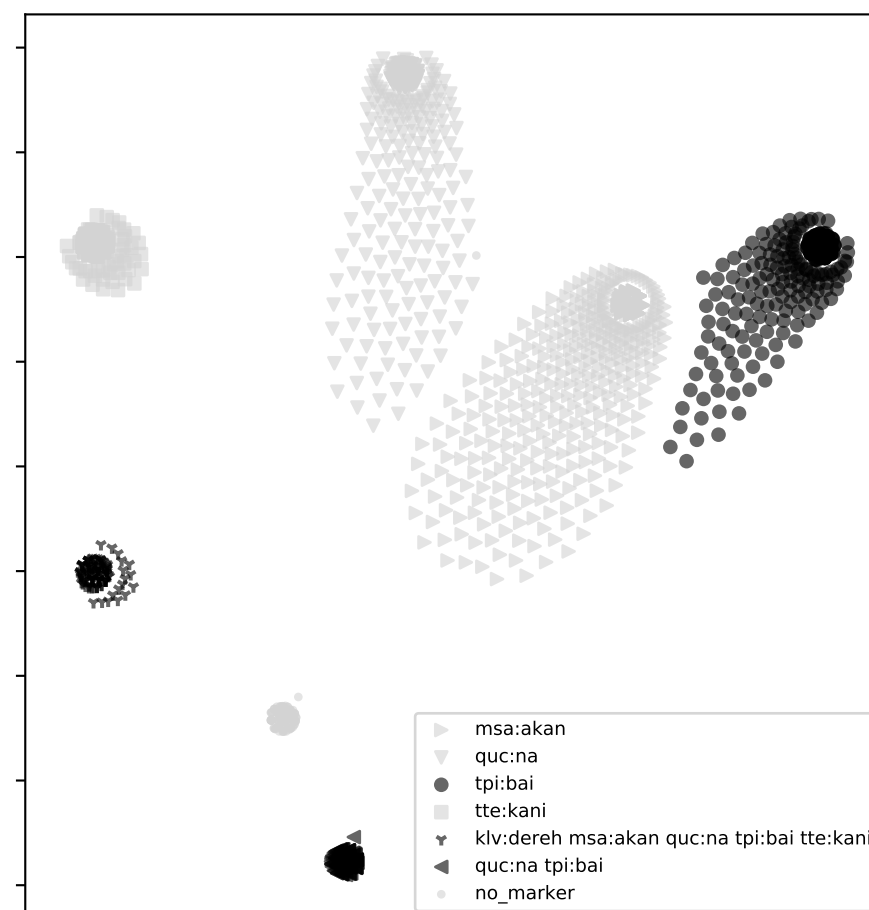 msa:akan
quc:na
tpi:bai
tte:kani
klv:dereh msa:akan quc:na tpi:bai tte:kani
quc:na tpi:bai
no_marker